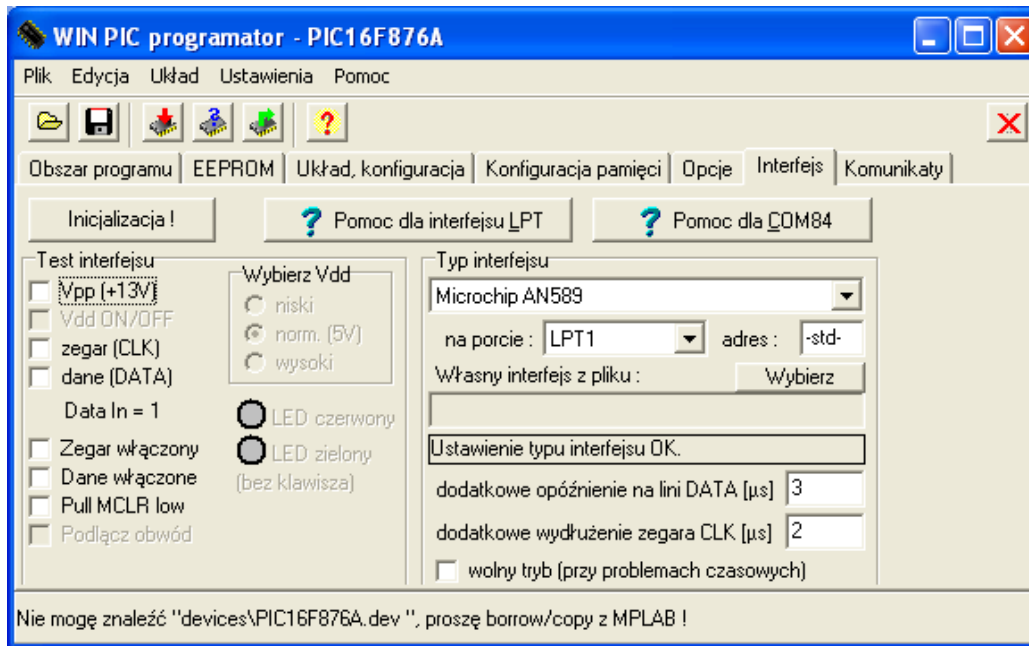 WIN PIC programator - PIC16F876A
Plik Edycja Układ Ustawienia Pomoc
Obszar programu EEPROM Układ, konfiguracja Konfiguracja pamięci Opcje Interfejs Komunikaty
Inicjalizacja !
? Pomoc dla interfejsu LPT
? Pomoc dla COM84
Test interfejsu
Vpp (+13V)
Vdd ON/OFF
zegar (CLK)
dane (DATA)
Data In = 1
Zegar włączony
Dane włączone
Pull MCLR low
Podłącz obwód
Wybierz Vdd
niski
norm. (5V)
wysoki
LED czerwony
LED zielony
(bez klawisza)
Typ interfejsu
Microchip AN589
na porcie : LPT1 adres : -std-
Własny interfejs z pliku : Wybierz
Ustawienie typu interfejsu OK.
dodatkowe opóźnienie na lini DATA [µs] 3
dodatkowe wydłużenie zegara CLK [µs] 2
wolny tryb (przy problemach czasowych)
Nie mogę znaleźć "devices\PIC16F876A.dev ", proszę borrow/copy z MPLAB !